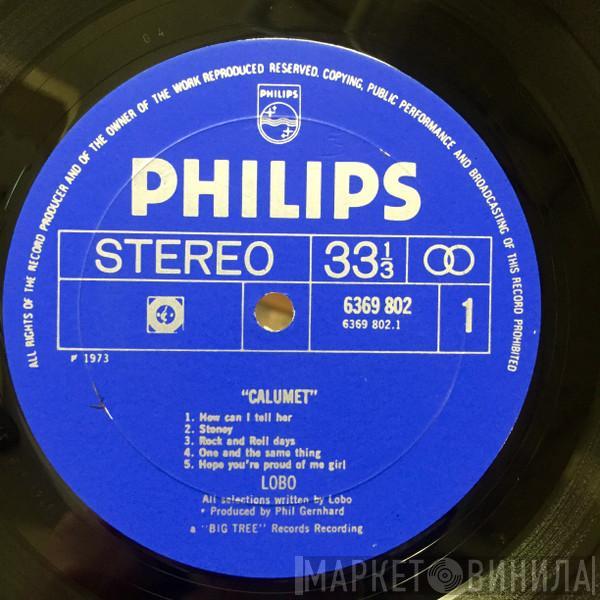 04
ALL RIGHTS OF THE RECORD PRODUCER AND OF THE OWNER OF THE WORK REPRODUCED RESERVED. COPYING, PUBLIC PERFORMANCE AND BROADCASTING OF THIS RECORD PROHIBITED
PHILIPS
PHILIPS
STEREO 33 1/3
6369 802 1
6369 802.1
℗ 1973
"CALUMET"
1. How can I tell her
2. Stoney
3. Rock and Roll days
4. One and the same thing
5. Hope you're proud of me girl
LOBO
All selections written by Lobo
• Produced by Phil Gernhard
a "BIG TREE" Records Recording
МАРКЕТ ВИНИЛА